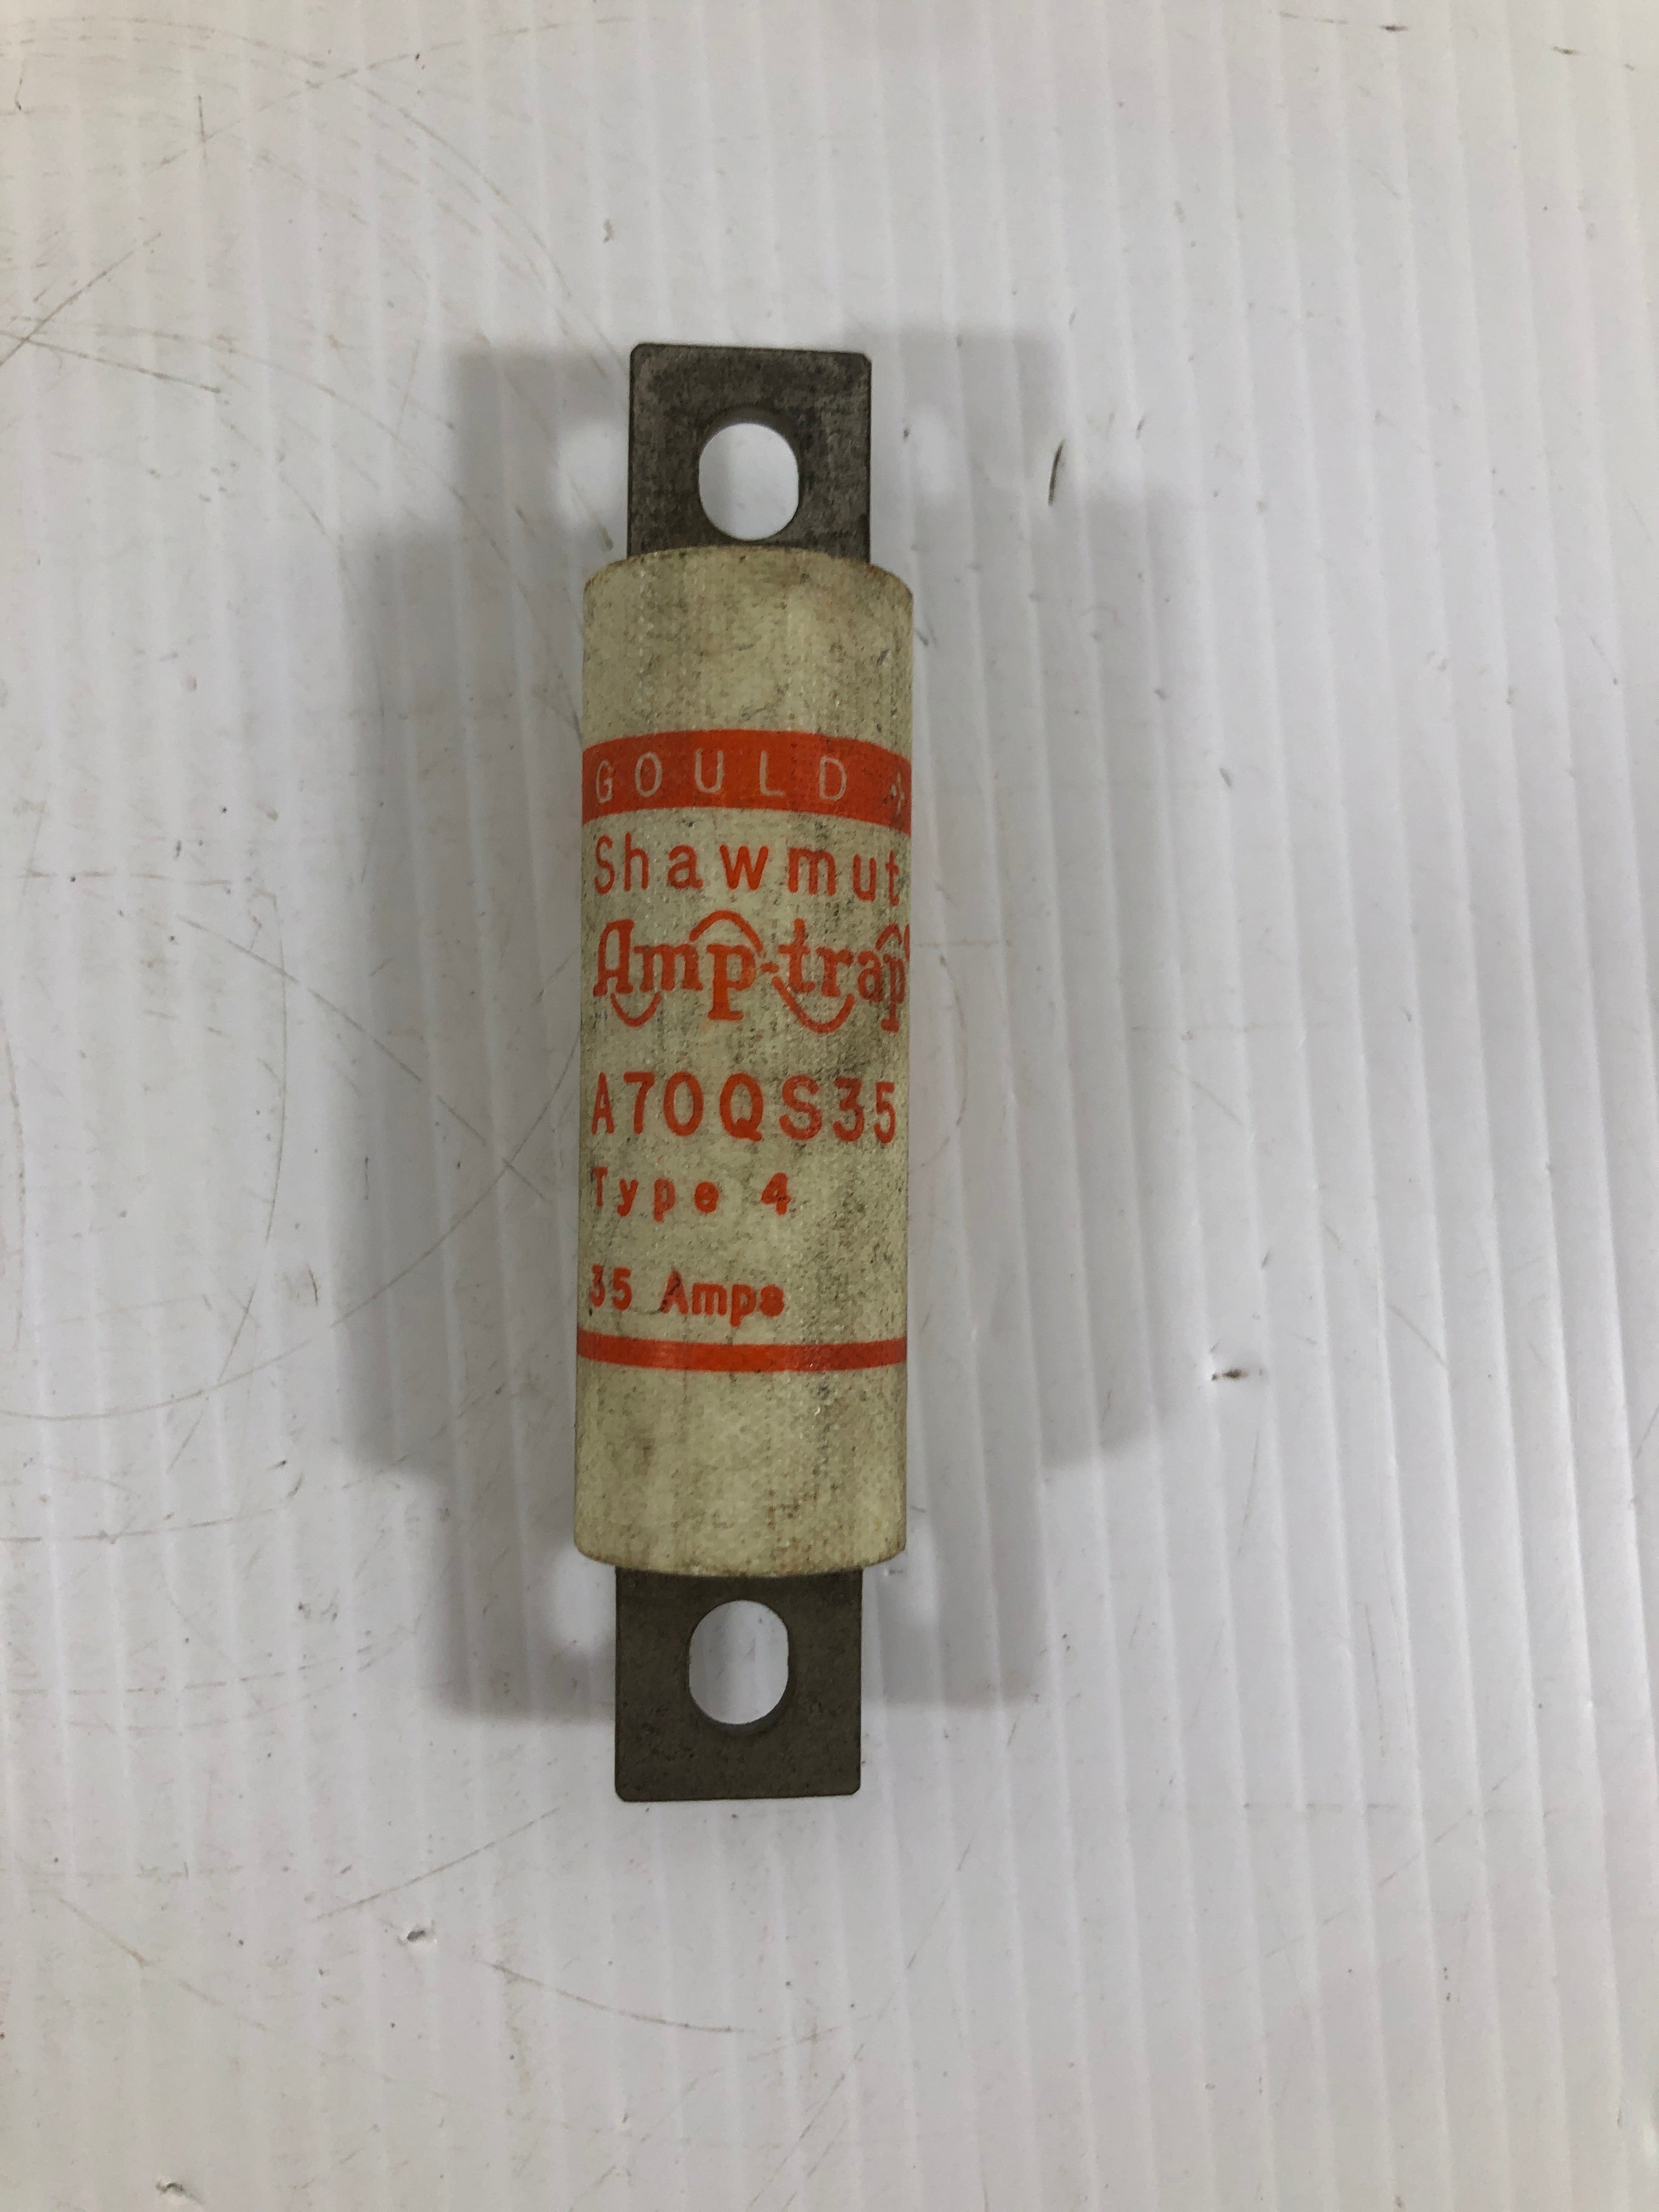 GOULD
Shawmut
Amp-trap
A70QS35
Type 4
35 Amps